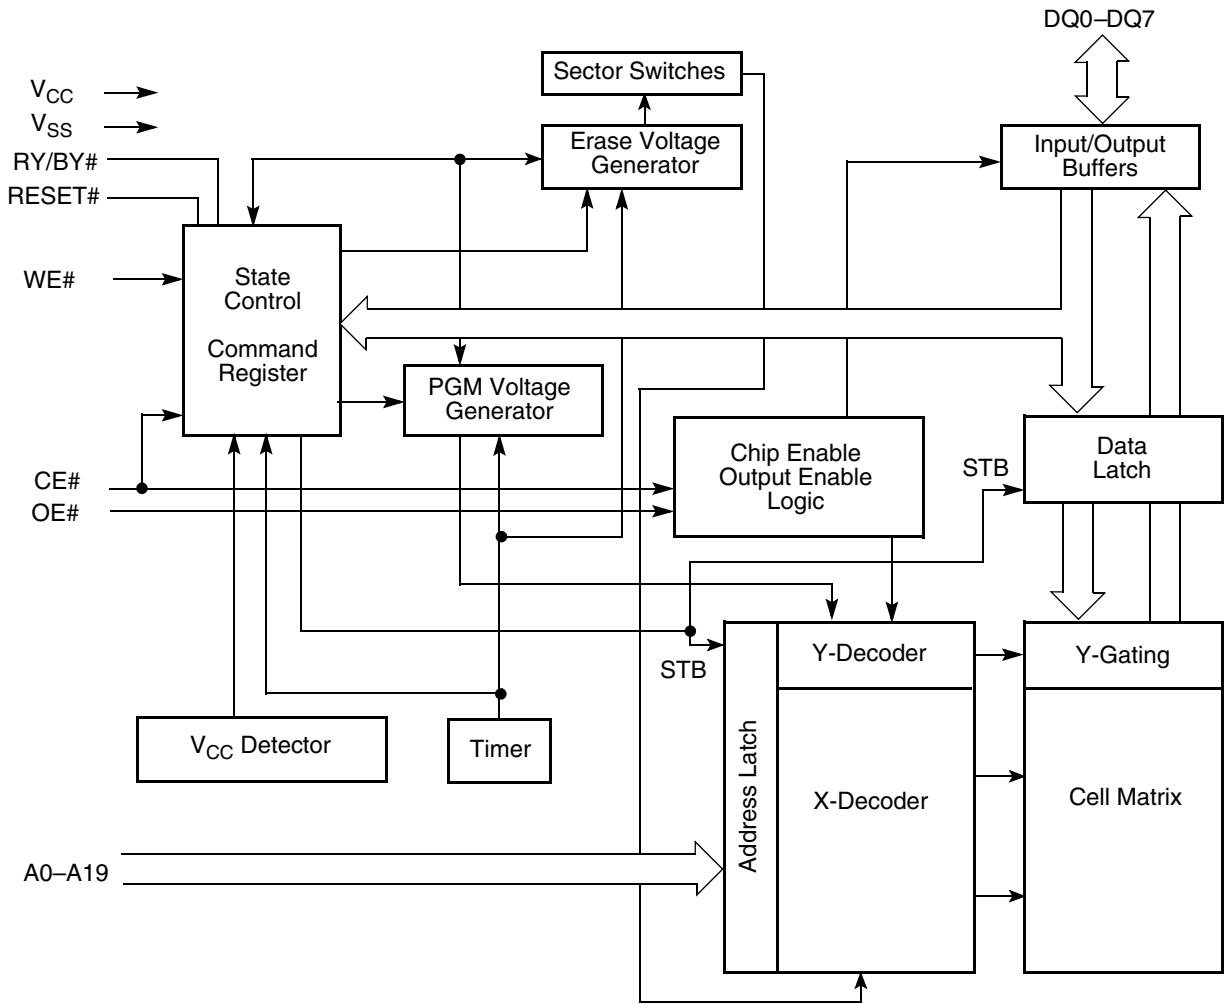 DQ0–DQ7
Sector Switches
VCC
VSS
RY/BY#
RESET#
Erase Voltage
Generator
Input/Output
Buffers
WE#
State
Control
Command
Register
PGM Voltage
Generator
Chip Enable
Output Enable
Logic
STB
Data
Latch
CE#
OE#
STB
Y-Decoder
Y-Gating
VCC Detector
Timer
Address Latch
X-Decoder
Cell Matrix
A0–A19